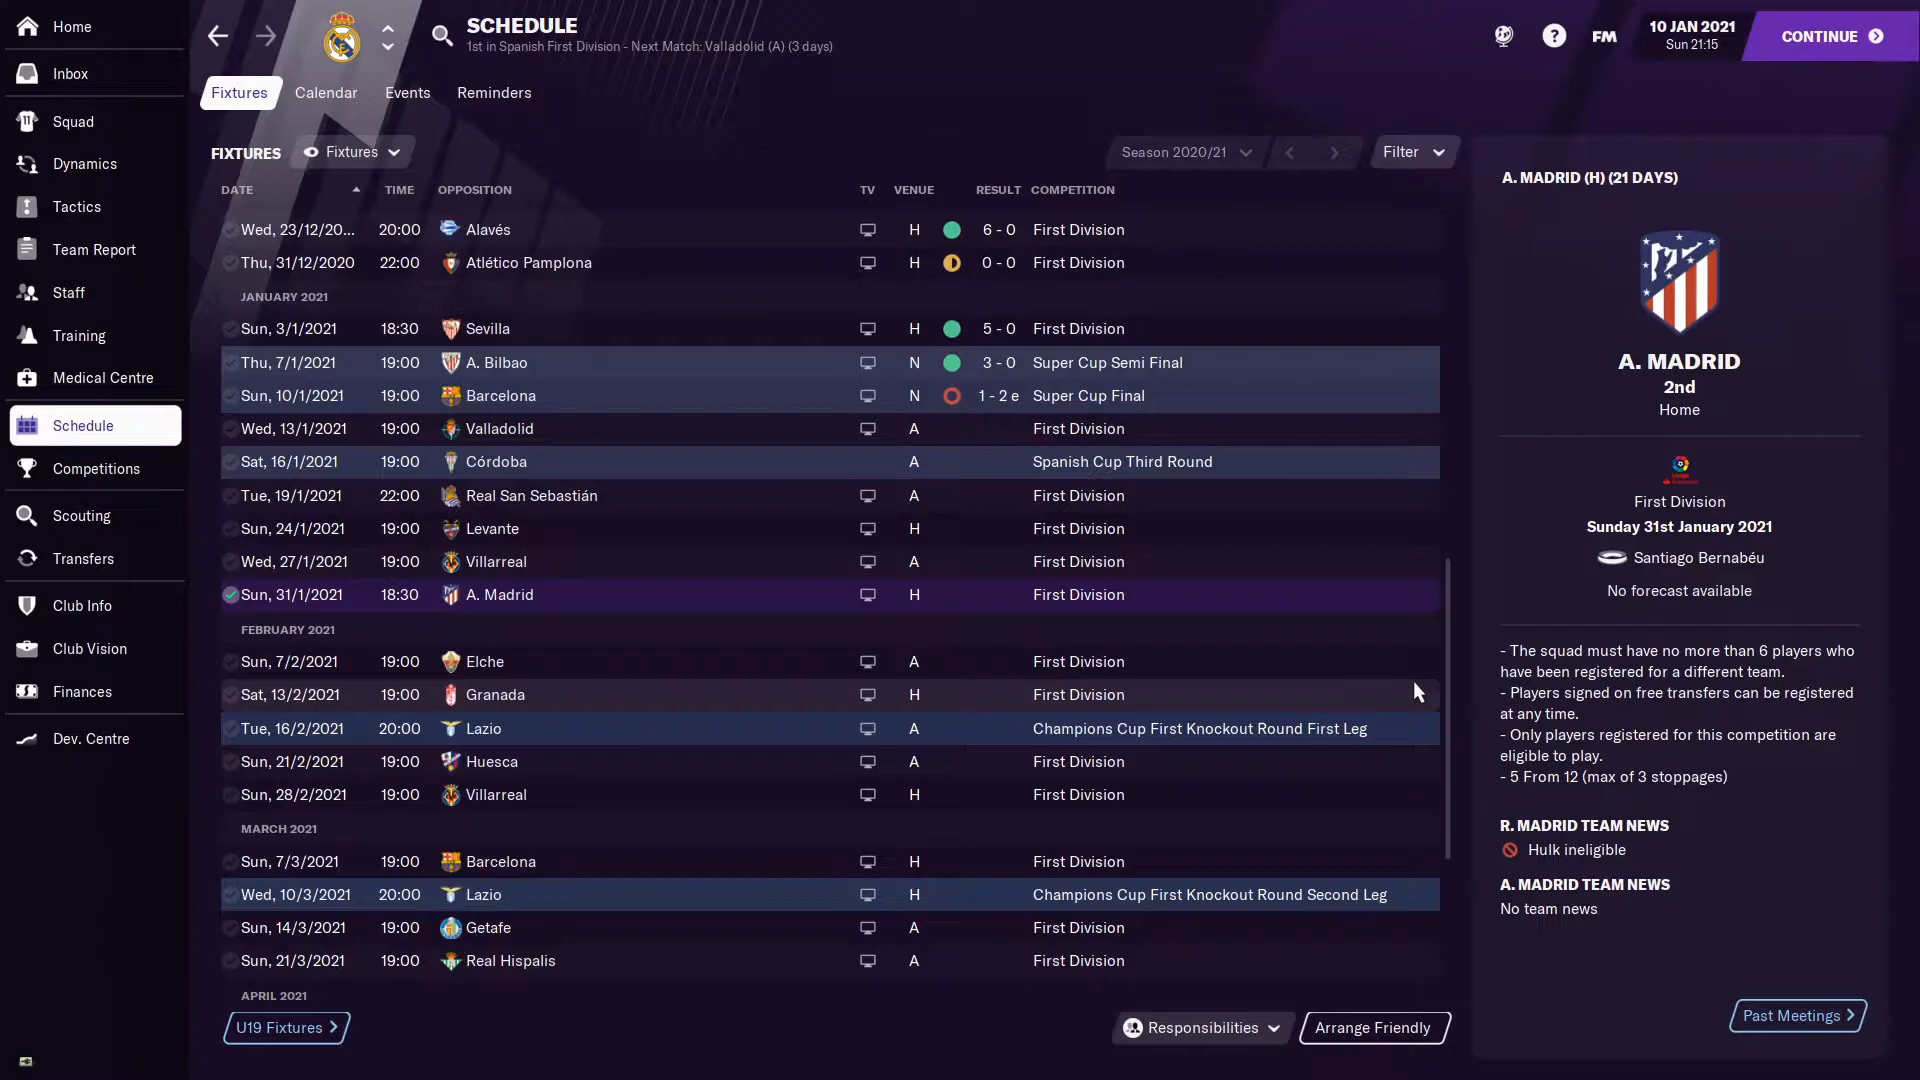 Home
Inbox
Squad
Dynamics
Tactics
Team Report
Staff
Training
Medical Centre
Schedule
Competitions
Scouting
Transfers
Club Info
Club Vision
Finances
Dev. Centre
SCHEDULE
1st in Spanish First Division - Next Match: Valladolid (A) (3 days)
FM
10 JAN 2021
Sun 21:15
CONTINUE
Fixtures Calendar Events Reminders
FIXTURES Fixtures Season 2020/21 Filter
DATE TIME OPPOSITION TV VENUE RESULT COMPETITION
Wed, 23/12/20... 20:00 Alavés H 6 - 0 First Division
Thu, 31/12/2020 22:00 Atlético Pamplona H 0 - 0 First Division
JANUARY 2021
Sun, 3/1/2021 18:30 Sevilla H 5 - 0 First Division
Thu, 7/1/2021 19:00 A. Bilbao N 3 - 0 Super Cup Semi Final
Sun, 10/1/2021 19:00 Barcelona N 1 - 2 e Super Cup Final
Wed, 13/1/2021 19:00 Valladolid A First Division
Sat, 16/1/2021 19:00 Córdoba A Spanish Cup Third Round
Tue, 19/1/2021 22:00 Real San Sebastián A First Division
Sun, 24/1/2021 19:00 Levante H First Division
Wed, 27/1/2021 19:00 Villarreal A First Division
Sun, 31/1/2021 18:30 A. Madrid H First Division
FEBRUARY 2021
Sun, 7/2/2021 19:00 Elche A First Division
Sat, 13/2/2021 19:00 Granada H First Division
Tue, 16/2/2021 20:00 Lazio A Champions Cup First Knockout Round First Leg
Sun, 21/2/2021 19:00 Huesca A First Division
Sun, 28/2/2021 19:00 Villarreal H First Division
MARCH 2021
Sun, 7/3/2021 19:00 Barcelona H First Division
Wed, 10/3/2021 20:00 Lazio H Champions Cup First Knockout Round Second Leg
Sun, 14/3/2021 19:00 Getafe A First Division
Sun, 21/3/2021 19:00 Real Hispalis A First Division
APRIL 2021
U19 Fixtures Responsibilities Arrange Friendly
A. MADRID (H) (21 DAYS)
A. MADRID
2nd
Home
First Division
Sunday 31st January 2021
Santiago Bernabéu
No forecast available
- The squad must have no more than 6 players who
have been registered for a different team.
- Players signed on free transfers can be registered
at any time.
- Only players registered for this competition are
eligible to play.
- 5 From 12 (max of 3 stoppages)
R. MADRID TEAM NEWS
Hulk ineligible
A. MADRID TEAM NEWS
No team news
Past Meetings